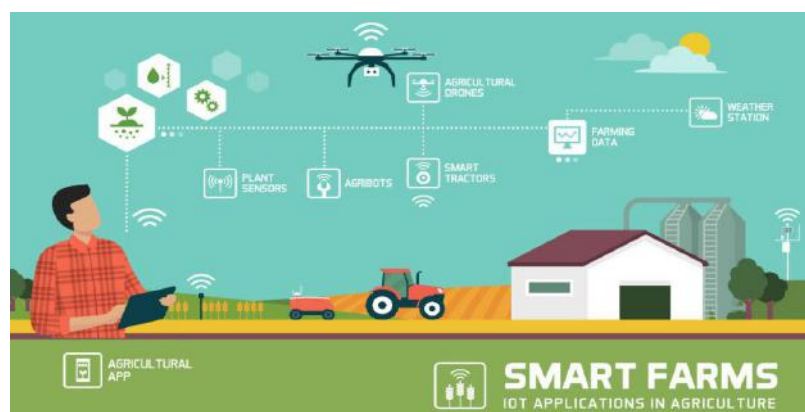 AGRICULTURAL
DRONES
WEATHER
STATION
FARMING
DATA
PLANT
SENSORS
AGRIBOTS
SMART
TRACTORS
AGRICULTURAL
APP
SMART FARMS
IOT APPLICATIONS IN AGRICULTURE